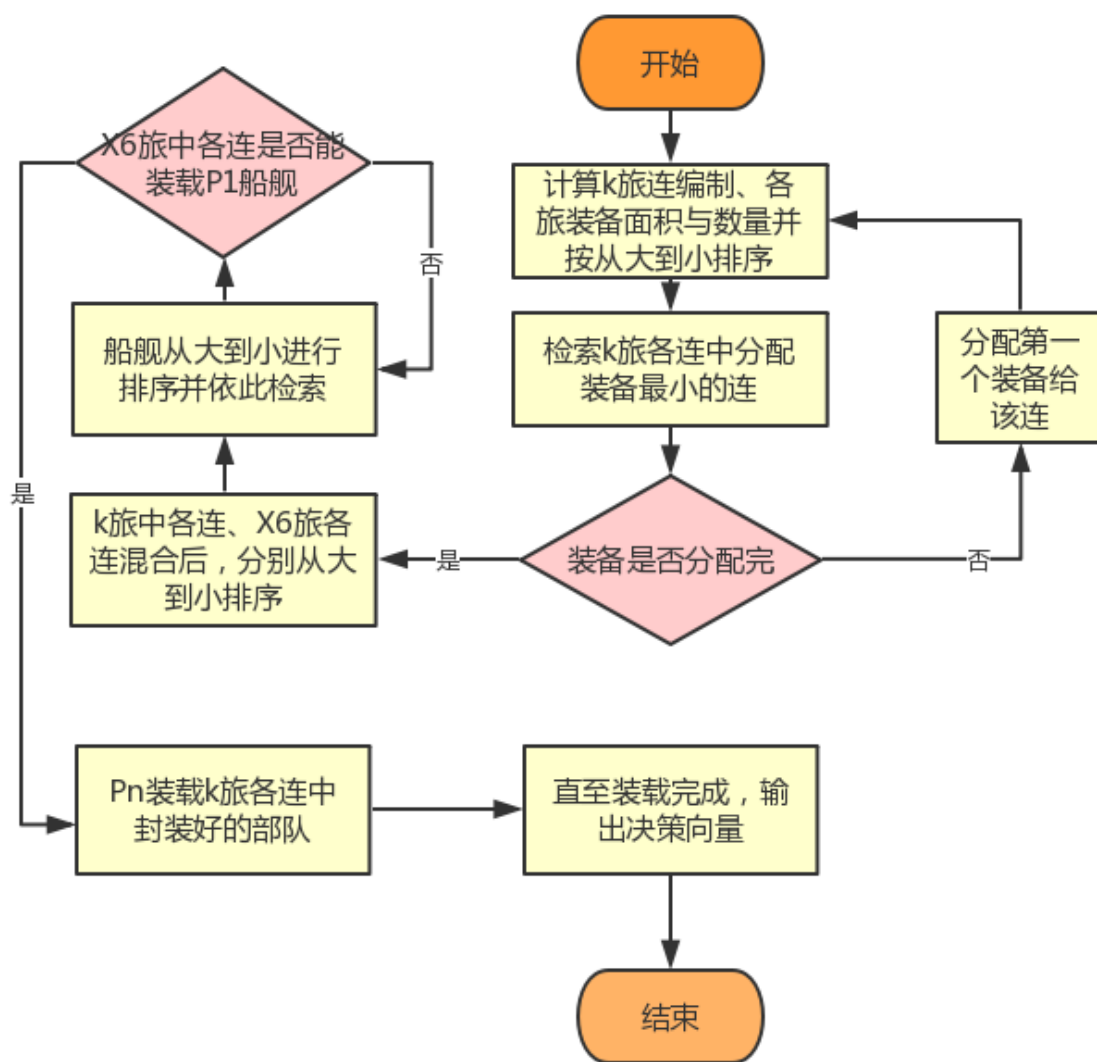 开始
计算k旅连编制、各
旅装备面积与数量并
按从大到小排序
检索k旅各连中分配
装备最小的连
装备是否分配完
否
分配第一
个装备给
该连
是
k旅中各连、X6旅各
连混合后，分别从大
到小排序
船舰从大到小进行
排序并依此检索
X6旅中各连是否能
装载P1船舰
否
是
Pn装载k旅各连中
封装好的部队
直至装载完成，输
出决策向量
结束